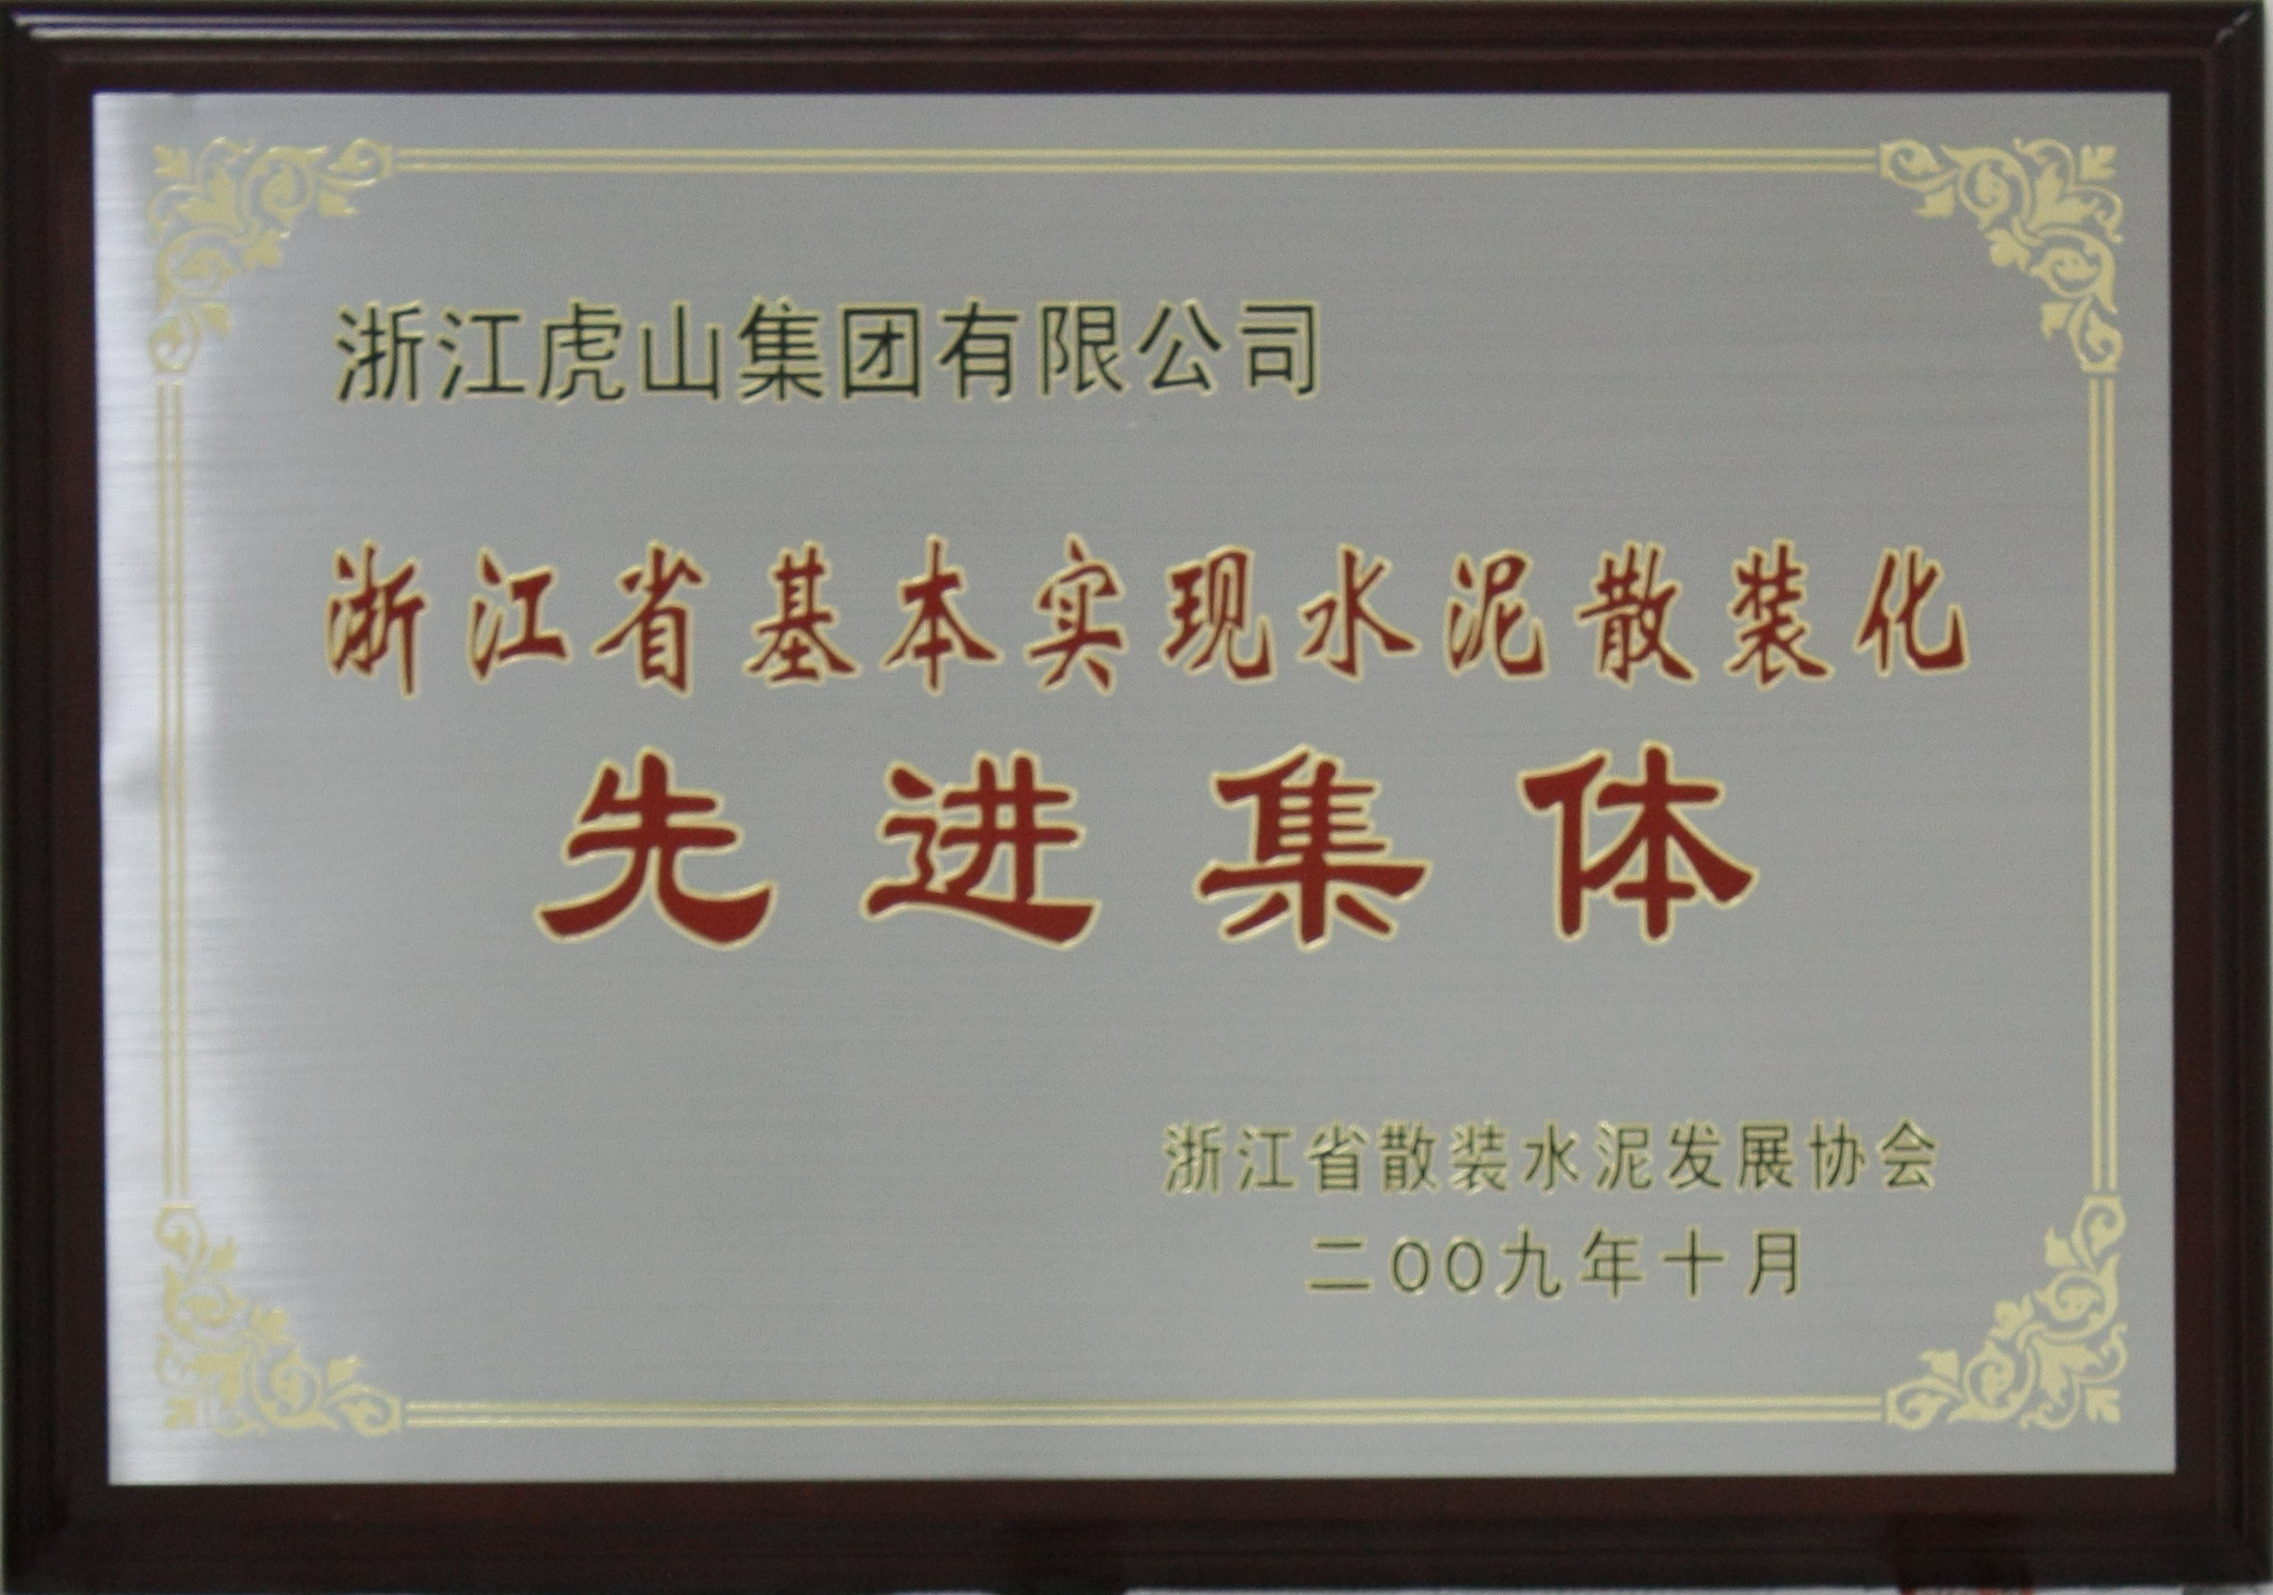 浙江虎山集团有限公司
浙江省基本实现水泥散装化
先进集体
浙江省散装水泥发展协会
二〇〇九年十月